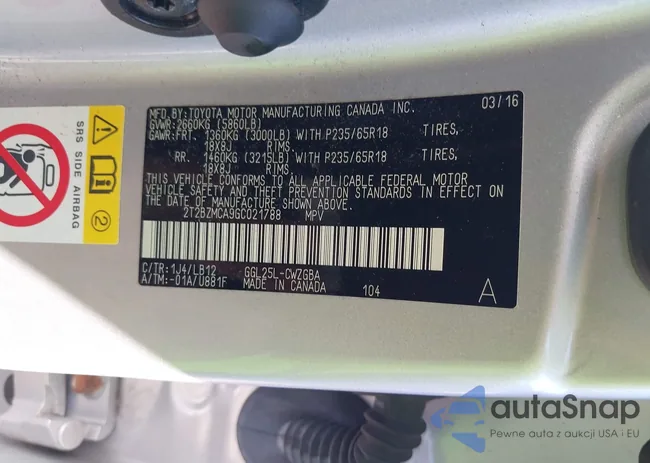 MFD.BY:TOYOTA MOTOR MANUFACTURING CANADA INC. 03/16
GVWR:2660KG (5860LB)
GAWR:FRT. 1360KG (3000LB) WITH P235/65R18 TIRES,
18X8J RIMS.
RR. 1460KG (3215LB) WITH P235/65R18 TIRES,
18X8J RIMS.
THIS VEHICLE CONFORMS TO ALL APPLICABLE FEDERAL MOTOR
VEHICLE SAFETY AND THEFT PREVENTION STANDARDS IN EFFECT ON
THE DATE OF MANUFACTURE SHOWN ABOVE.
2T2BZMCA9GC021788 MPV
C/TR:1J4/LB12 GGL25L-CWZGBA
A/TM:-01A/U881F MADE IN CANADA 104 A
SRS SIDE AIRBAG
2
autaSnap
Pewne auta z aukcji USA i EU